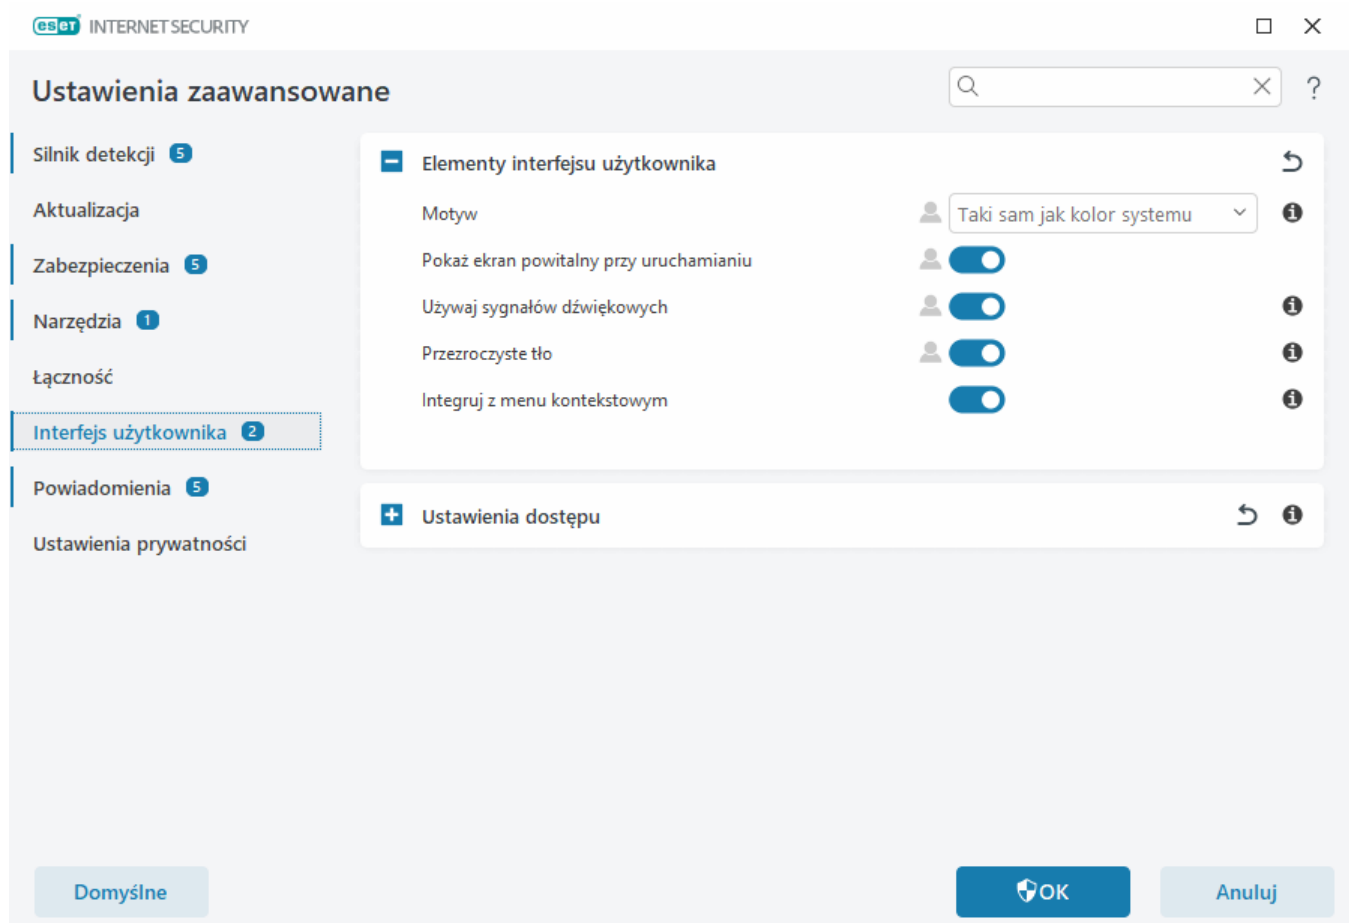 eset INTERNET SECURITY
Ustawienia zaawansowane
?
Silnik detekcji 5
Aktualizacja
Zabezpieczenia 5
Narzędzia 1
Łączność
Interfejs użytkownika 2
Powiadomienia 5
Ustawienia prywatności
Elementy interfejsu użytkownika
Motyw Taki sam jak kolor systemu
Pokaż ekran powitalny przy uruchamianiu
Używaj sygnałów dźwiękowych
Przezroczyste tło
Integruj z menu kontekstowym
Ustawienia dostępu
Domyślne OK Anuluj